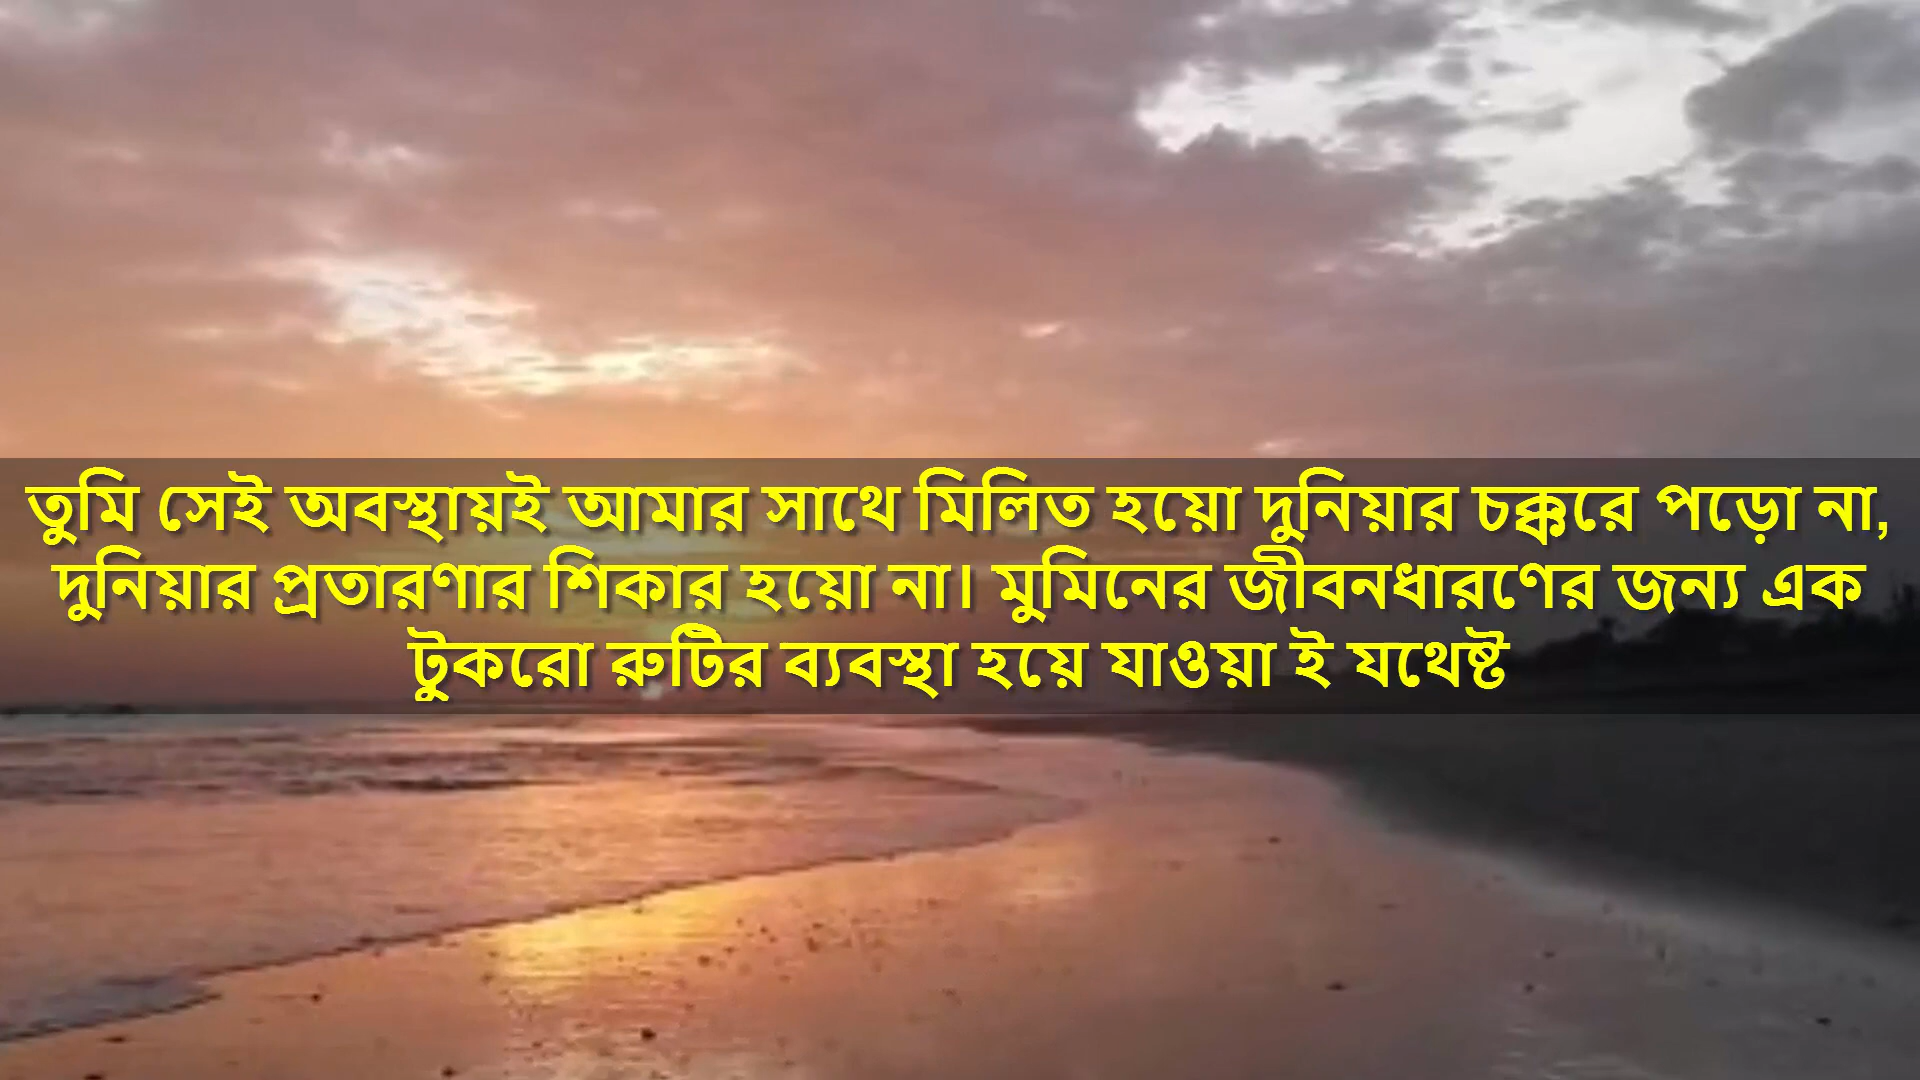 তুমি সেই অবস্থায়ই আমার সাথে মিলিত হয়ো দুনিয়ার চক্করে পড়ো না,
দুনিয়ার প্রতারণার শিকার হয়ো না। মুমিনের জীবনধারণের জন্য এক
টুকরো রুটির ব্যবস্থা হয়ে যাওয়া ই যথেষ্ট